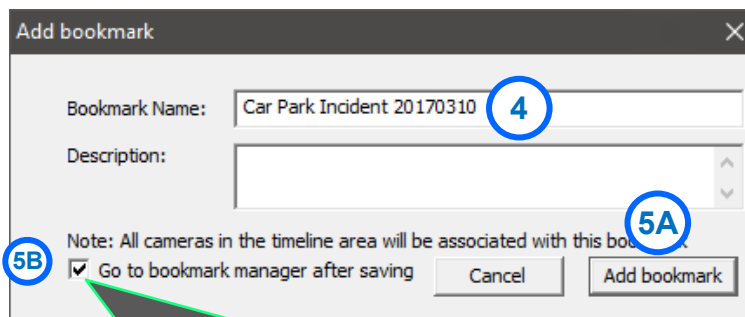 Add bookmark
Bookmark Name: Car Park Incident 20170310 4
Description:
5A
Note: All cameras in the timeline area will be associated with this
5B Go to bookmark manager after saving Cancel Add bookmark